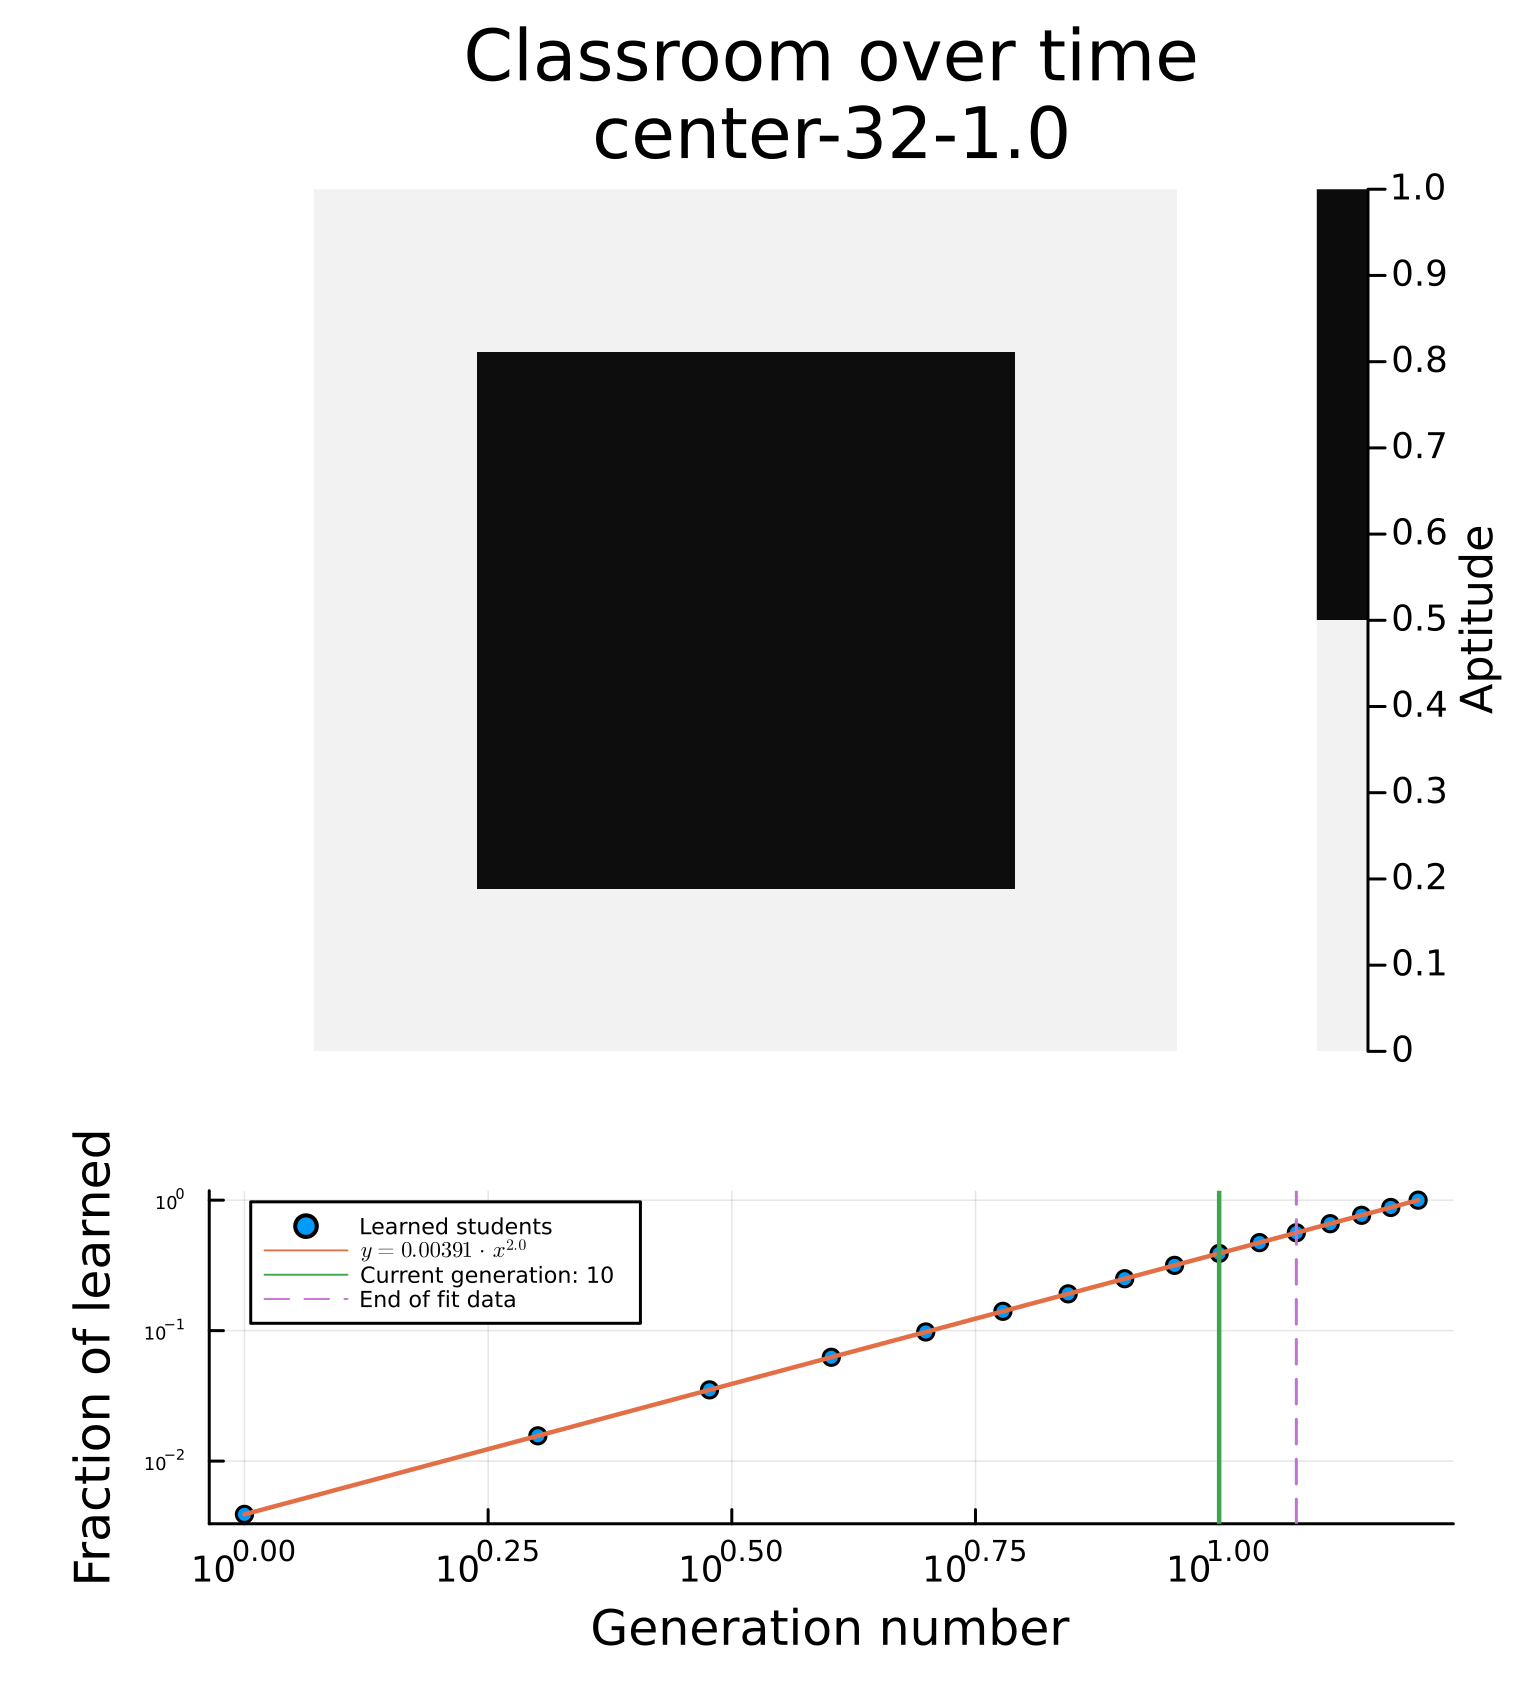 Classroom over time
center-32-1.0
1.0
0.9
0.8
0.7
0.6
0.5
0.4
0.3
0.2
0.1
0
Aptitude
Fraction of learned
10⁰
10⁻¹
10⁻²
Learned students
y = 0.00391 · x^{2.0}
Current generation: 10
End of fit data
10^{0.00} 10^{0.25} 10^{0.50} 10^{0.75} 10^{1.00}
Generation number